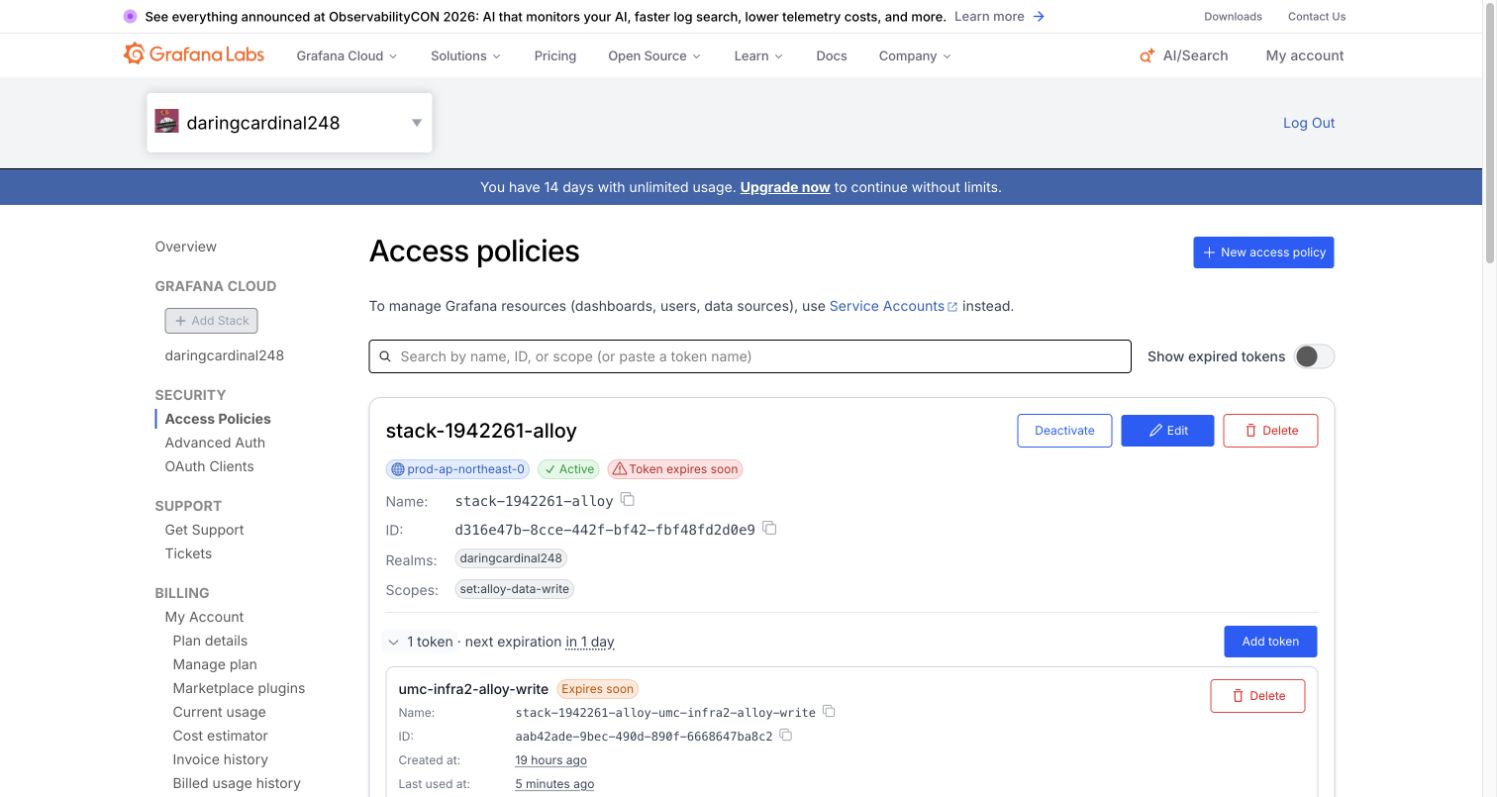 See everything announced at ObservabilityCON 2026: AI that monitors your AI, faster log search, lower telemetry costs, and more. Learn more → Downloads Contact Us
Grafana Labs Grafana Cloud Solutions Pricing Open Source Learn Docs Company AI/Search My account
daringcardinal248 Log Out
You have 14 days with unlimited usage. Upgrade now to continue without limits.
Overview
GRAFANA CLOUD
+ Add Stack
daringcardinal248
SECURITY
Access Policies
Advanced Auth
OAuth Clients
SUPPORT
Get Support
Tickets
BILLING
My Account
Plan details
Manage plan
Marketplace plugins
Current usage
Cost estimator
Invoice history
Billed usage history
Access policies
+ New access policy
To manage Grafana resources (dashboards, users, data sources), use Service Accounts instead.
Search by name, ID, or scope (or paste a token name) Show expired tokens
stack-1942261-alloy Deactivate Edit Delete
prod-ap-northeast-0 ✓ Active Token expires soon
Name: stack-1942261-alloy
ID: d316e47b-8cce-442f-bf42-fbf48fd2d0e9
Realms: daringcardinal248
Scopes: set:alloy-data-write
1 token · next expiration in 1 day Add token
umc-infra2-alloy-write Expires soon Delete
Name: stack-1942261-alloy-umc-infra2-alloy-write
ID: aab42ade-9bec-490d-890f-6668647ba8c2
Created at: 19 hours ago
Last used at: 5 minutes ago